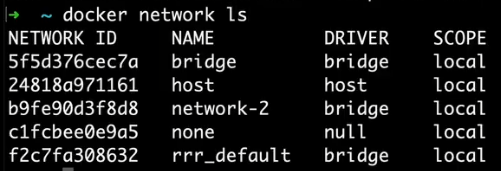 ➜ ~ docker network ls
NETWORK ID NAME DRIVER SCOPE
5f5d376cec7a bridge bridge local
24818a971161 host host local
b9fe90d3f8d8 network-2 bridge local
c1fcbee0e9a5 none null local
f2c7fa308632 rrr_default bridge local